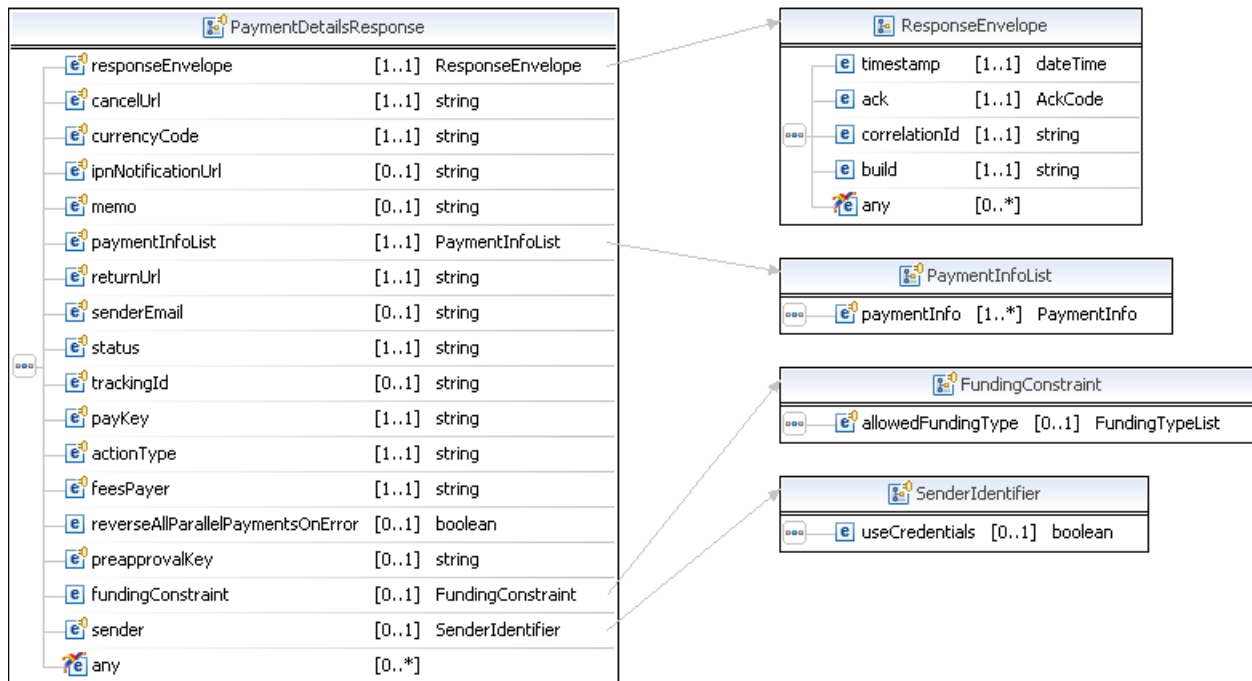 PaymentDetailsResponse
responseEnvelope [1..1] ResponseEnvelope
cancelUrl [1..1] string
currencyCode [1..1] string
ipnNotificationUrl [0..1] string
memo [0..1] string
paymentInfoList [1..1] PaymentInfoList
returnUrl [1..1] string
senderEmail [0..1] string
status [1..1] string
trackingId [0..1] string
payKey [1..1] string
actionType [1..1] string
feesPayer [1..1] string
reverseAllParallelPaymentsOnError [0..1] boolean
preapprovalKey [0..1] string
fundingConstraint [0..1] FundingConstraint
sender [0..1] SenderIdentifier
any [0..*]
ResponseEnvelope
timestamp [1..1] dateTime
ack [1..1] AckCode
correlationId [1..1] string
build [1..1] string
any [0..*]
PaymentInfoList
paymentInfo [1..*] PaymentInfo
FundingConstraint
allowedFundingType [0..1] FundingTypeList
SenderIdentifier
useCredentials [0..1] boolean